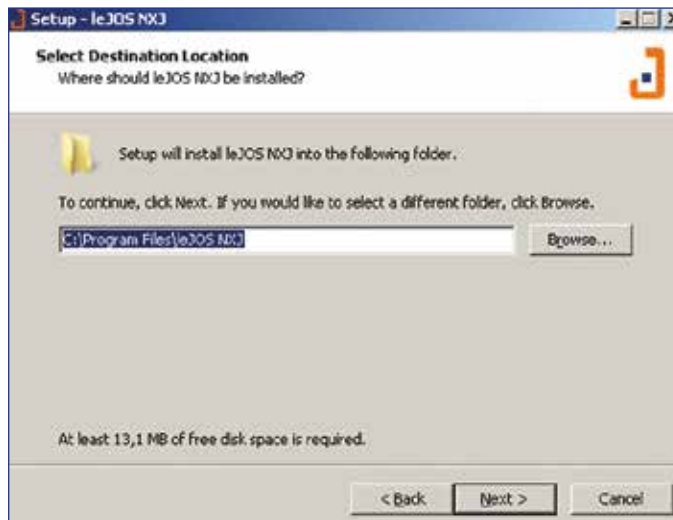 Setup - leJOS NXJ
Select Destination Location
Where should leJOS NXJ be installed?
Setup will install leJOS NXJ into the following folder.
To continue, click Next. If you would like to select a different folder, click Browse.
C:\Program Files\leJOS NXJ
Browse...
At least 13,1 MB of free disk space is required.
< Back
Next >
Cancel